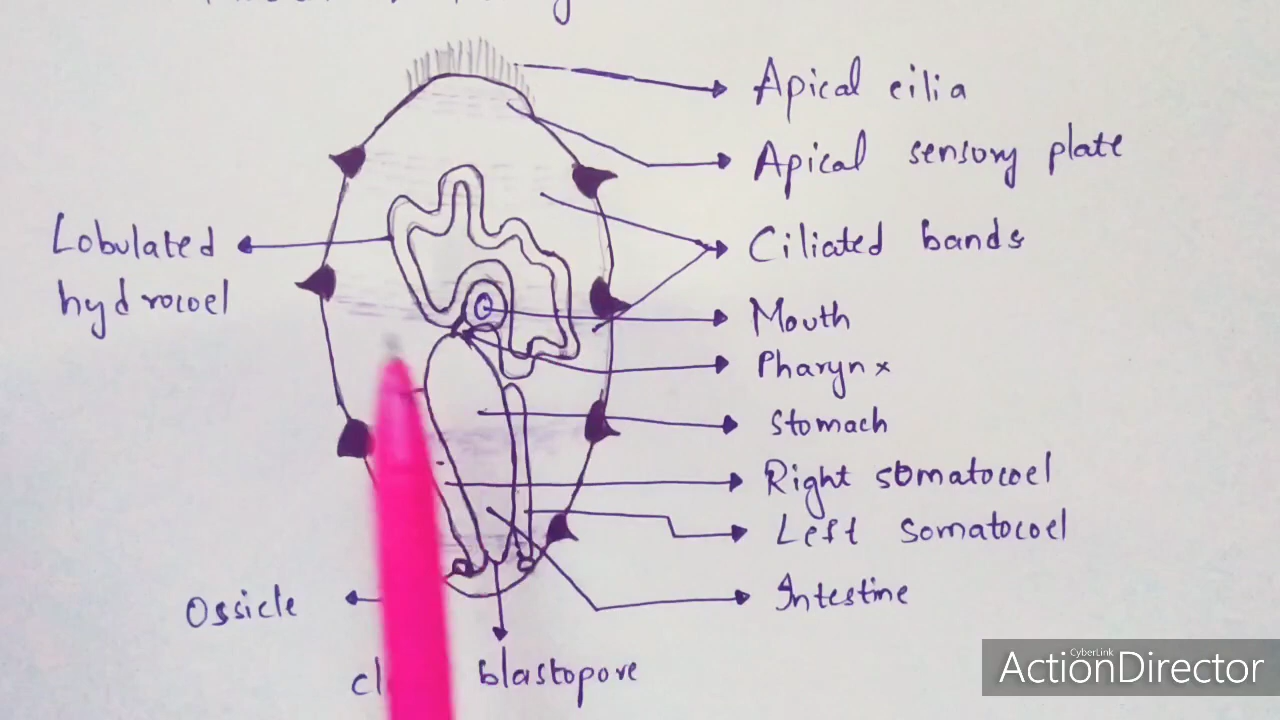 Apical cilia
Apical sensory plate
Lobulated
hydrocoel
Ciliated bands
Mouth
Pharynx
Stomach
Right somatocoel
Left somatocoel
Ossicle
Intestine
blastopore
CyberLink
ActionDirector